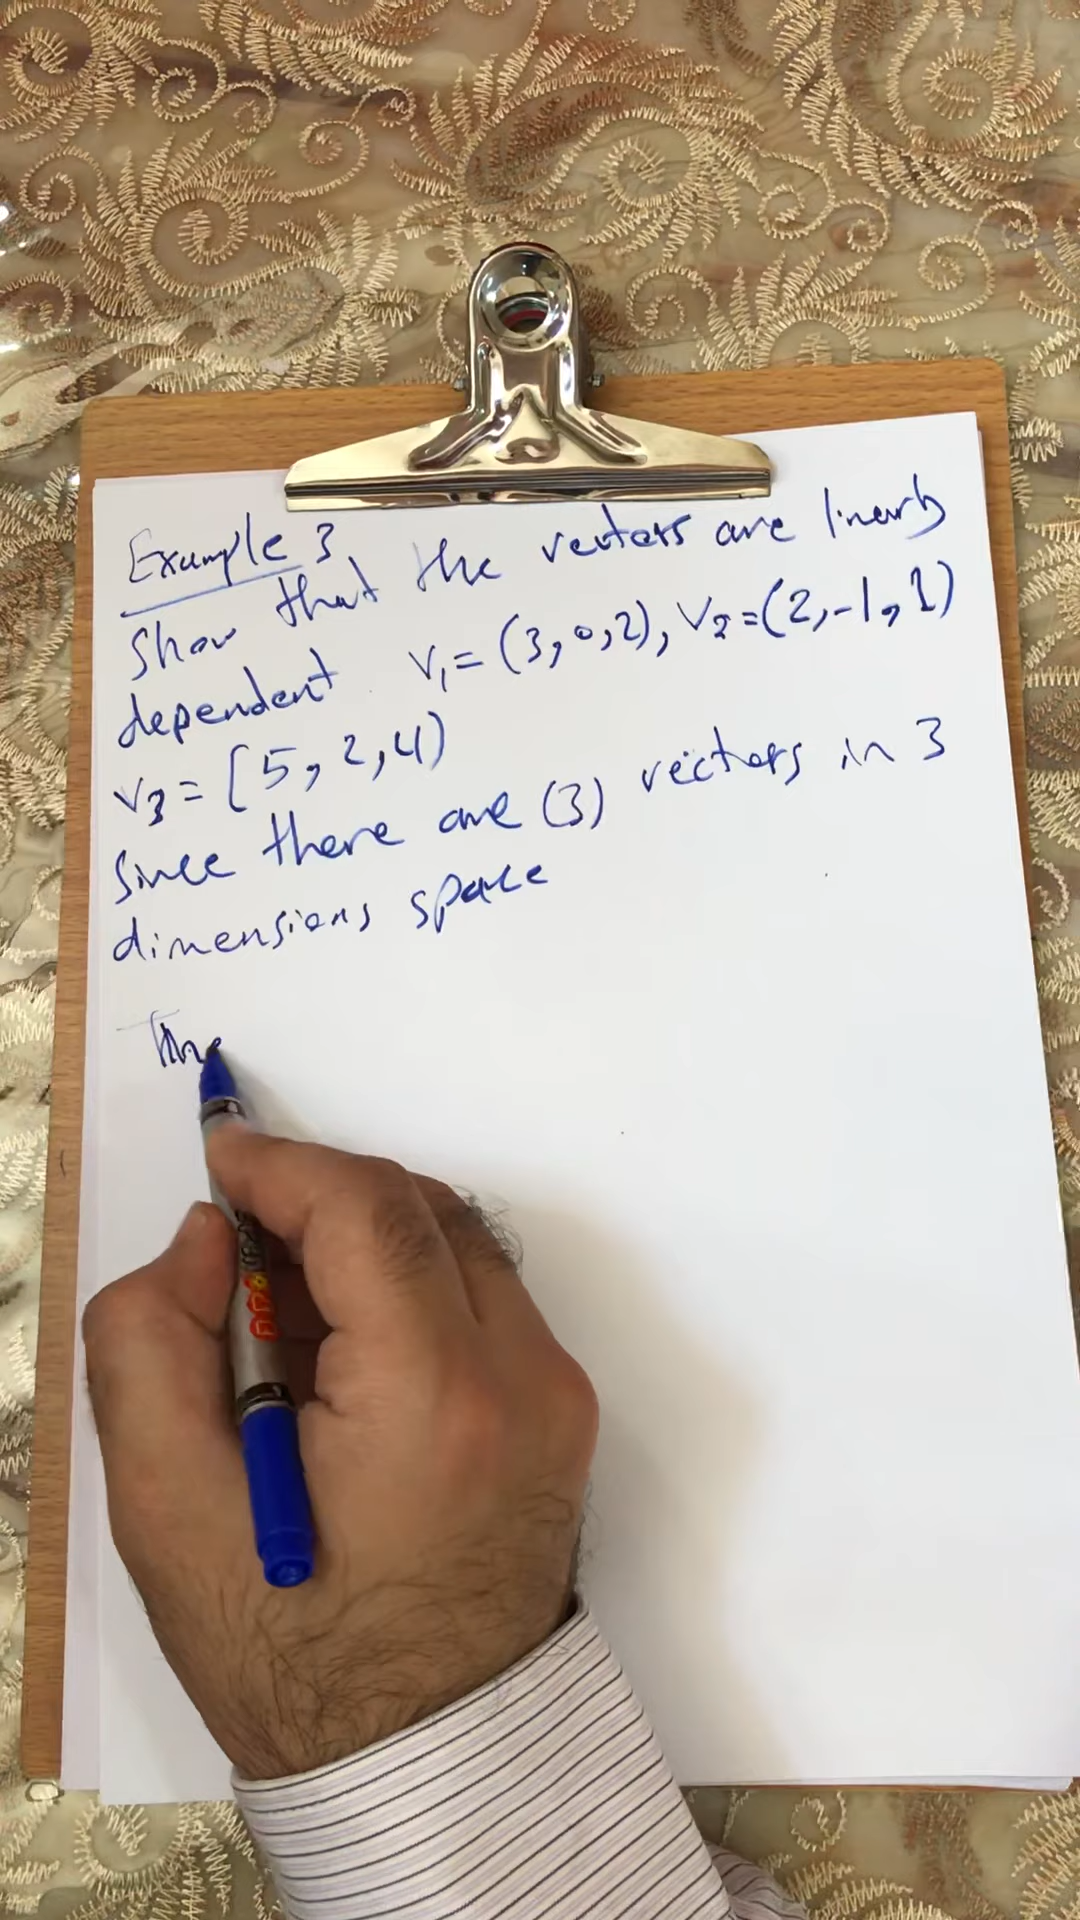 Example 3
Show that the vectors are linearly
dependent v₁ = (3, 0, 2), v₂ = (2, -1, 1)
v₃ = (5, 2, 4)
Since there are (3) vectors in 3
dimensions space
The